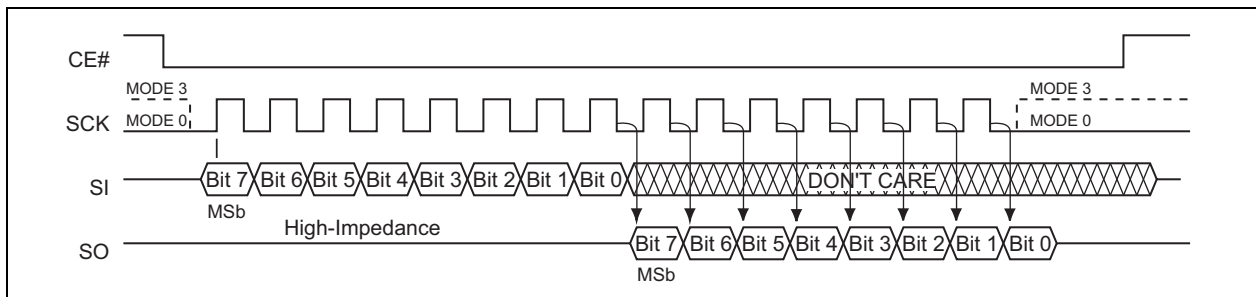 CE#
MODE 3
MODE 3
SCK
MODE 0
MODE 0
SI
Bit 7 Bit 6 Bit 5 Bit 4 Bit 3 Bit 2 Bit 1 Bit 0
DON'T CARE
MSb
High-Impedance
SO
Bit 7 Bit 6 Bit 5 Bit 4 Bit 3 Bit 2 Bit 1 Bit 0
MSb